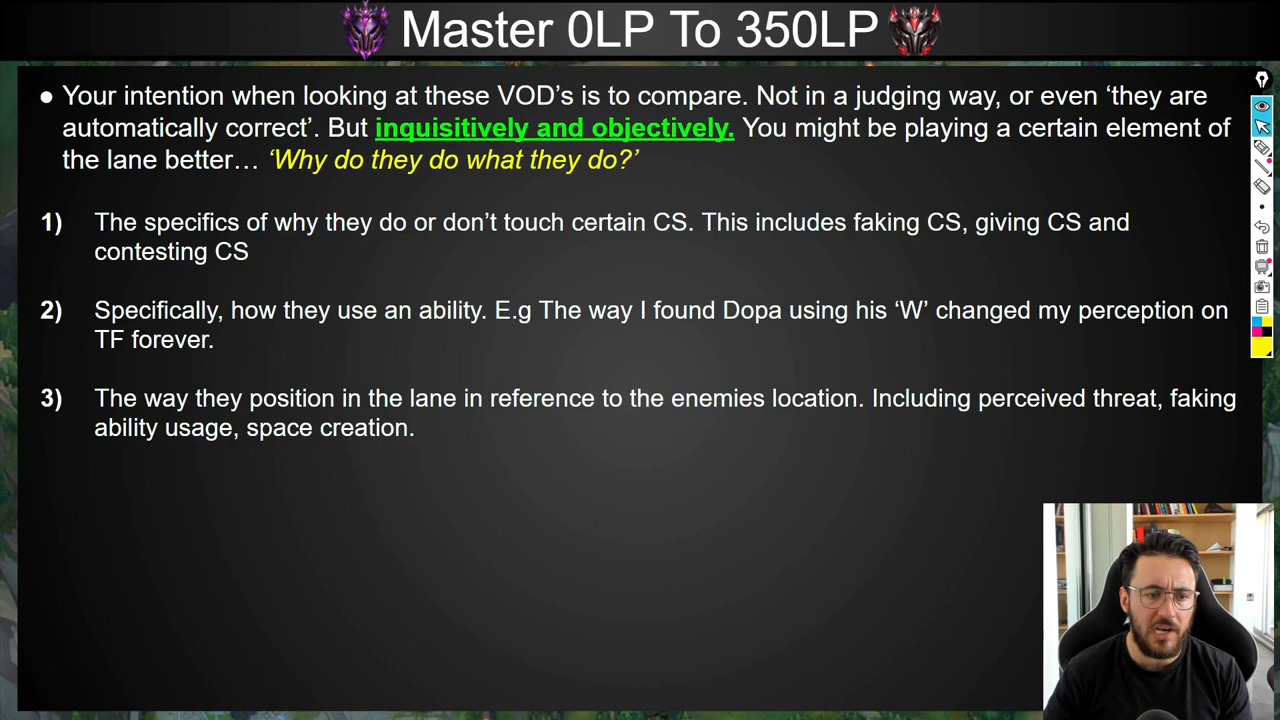 Master 0LP To 350LP
● Your intention when looking at these VOD's is to compare. Not in a judging way, or even 'they are
automatically correct'. But inquisitively and objectively. You might be playing a certain element of
the lane better… 'Why do they do what they do?'
1) The specifics of why they do or don't touch certain CS. This includes faking CS, giving CS and
contesting CS
2) Specifically, how they use an ability. E.g The way I found Dopa using his 'W' changed my perception on
TF forever.
3) The way they position in the lane in reference to the enemies location. Including perceived threat, faking
ability usage, space creation.